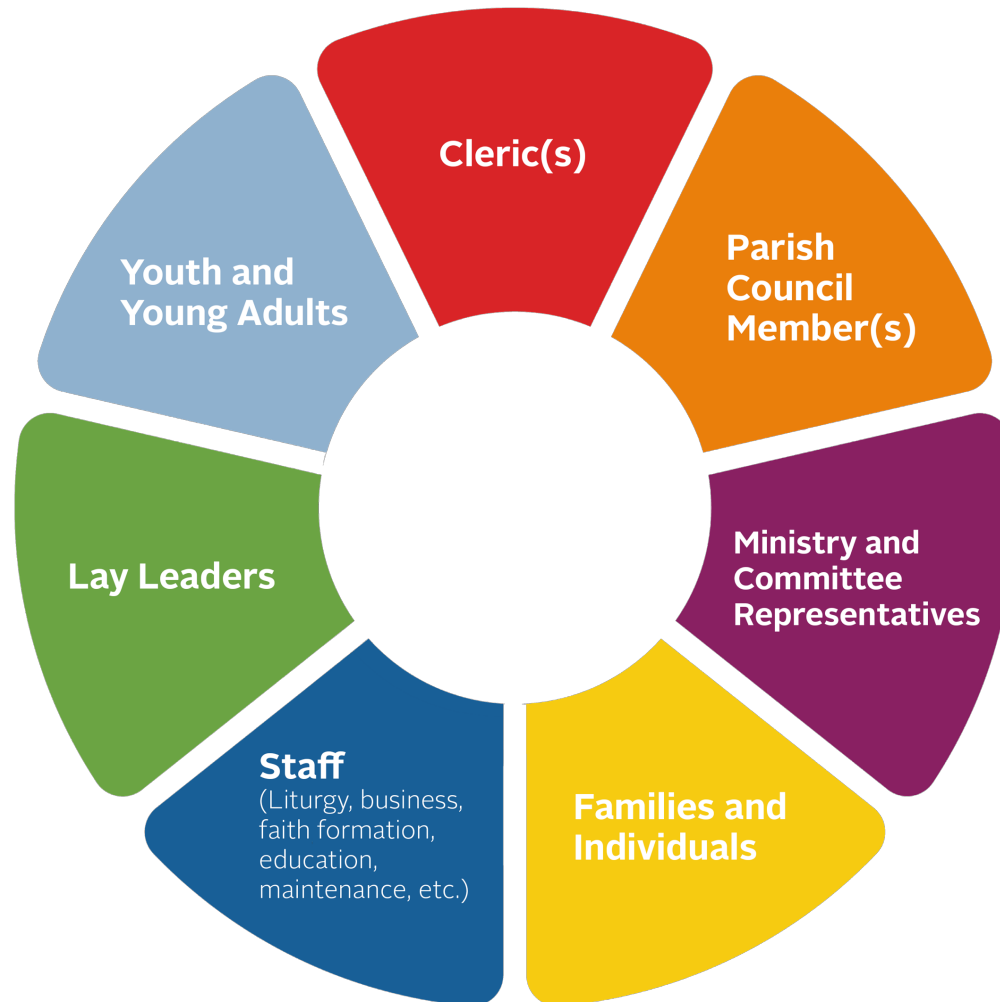 Cleric(s)
Parish
Council
Member(s)
Ministry and
Committee
Representatives
Families and
Individuals
Staff
(Liturgy, business,
faith formation,
education,
maintenance, etc.)
Lay Leaders
Youth and
Young Adults